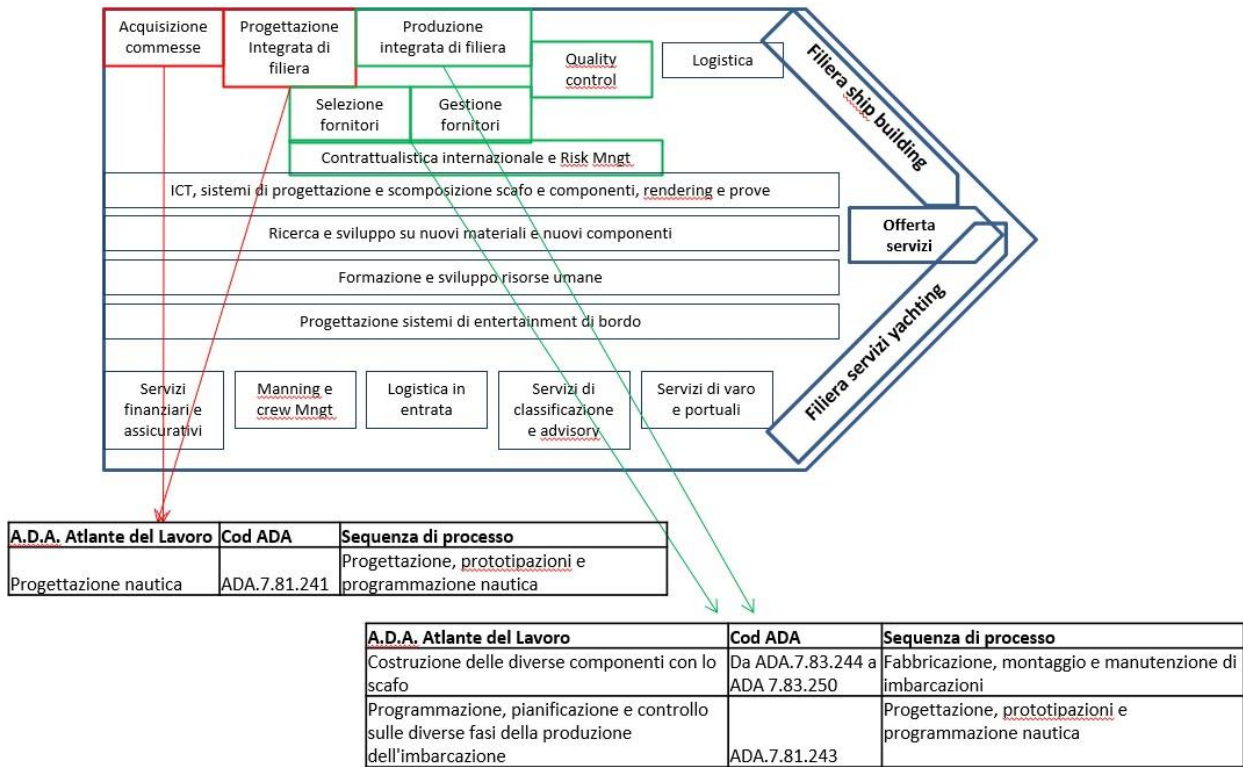 Acquisizione
commesse
Progettazione
Integrata di
filiera
Produzione
integrata di filiera
Quality
control
Logistica
Selezione
fornitori
Gestione
fornitori
Contrattualistica internazionale e Risk Mngt
ICT, sistemi di progettazione e scomposizione scafo e componenti, rendering e prove
Ricerca e sviluppo su nuovi materiali e nuovi componenti
Formazione e sviluppo risorse umane
Progettazione sistemi di entertainment di bordo
Servizi
finanziari e
assicurativi
Manning e
crew Mngt
Logistica in
entrata
Servizi di
classificazione
e advisory
Servizi di varo
e portuali
Filiera ship building
Offerta
servizi
Filiera servizi yachting
A.D.A. Atlante del Lavoro Cod ADA Sequenza di processo
Progettazione nautica ADA.7.81.241 Progettazione, prototipazioni e
programmazione nautica
A.D.A. Atlante del Lavoro Cod ADA Sequenza di processo
Costruzione delle diverse componenti con lo
scafo
Da ADA.7.83.244 a
ADA 7.83.250
Fabbricazione, montaggio e manutenzione di
imbarcazioni
Programmazione, pianificazione e controllo
sulle diverse fasi della produzione
dell'imbarcazione
ADA.7.81.243
Progettazione, prototipazioni e
programmazione nautica